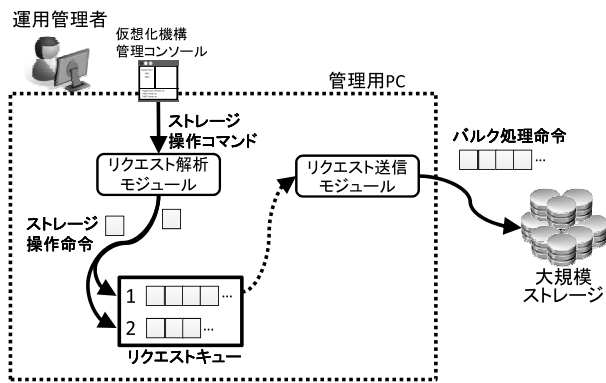 運用管理者
仮想化機構
管理コンソール
管理用PC
ストレージ
操作コマンド
バルク処理命令
...
リクエスト解析
モジュール
リクエスト送信
モジュール
ストレージ
操作命令
大規模
ストレージ
1 ...
2 ...
リクエストキュー